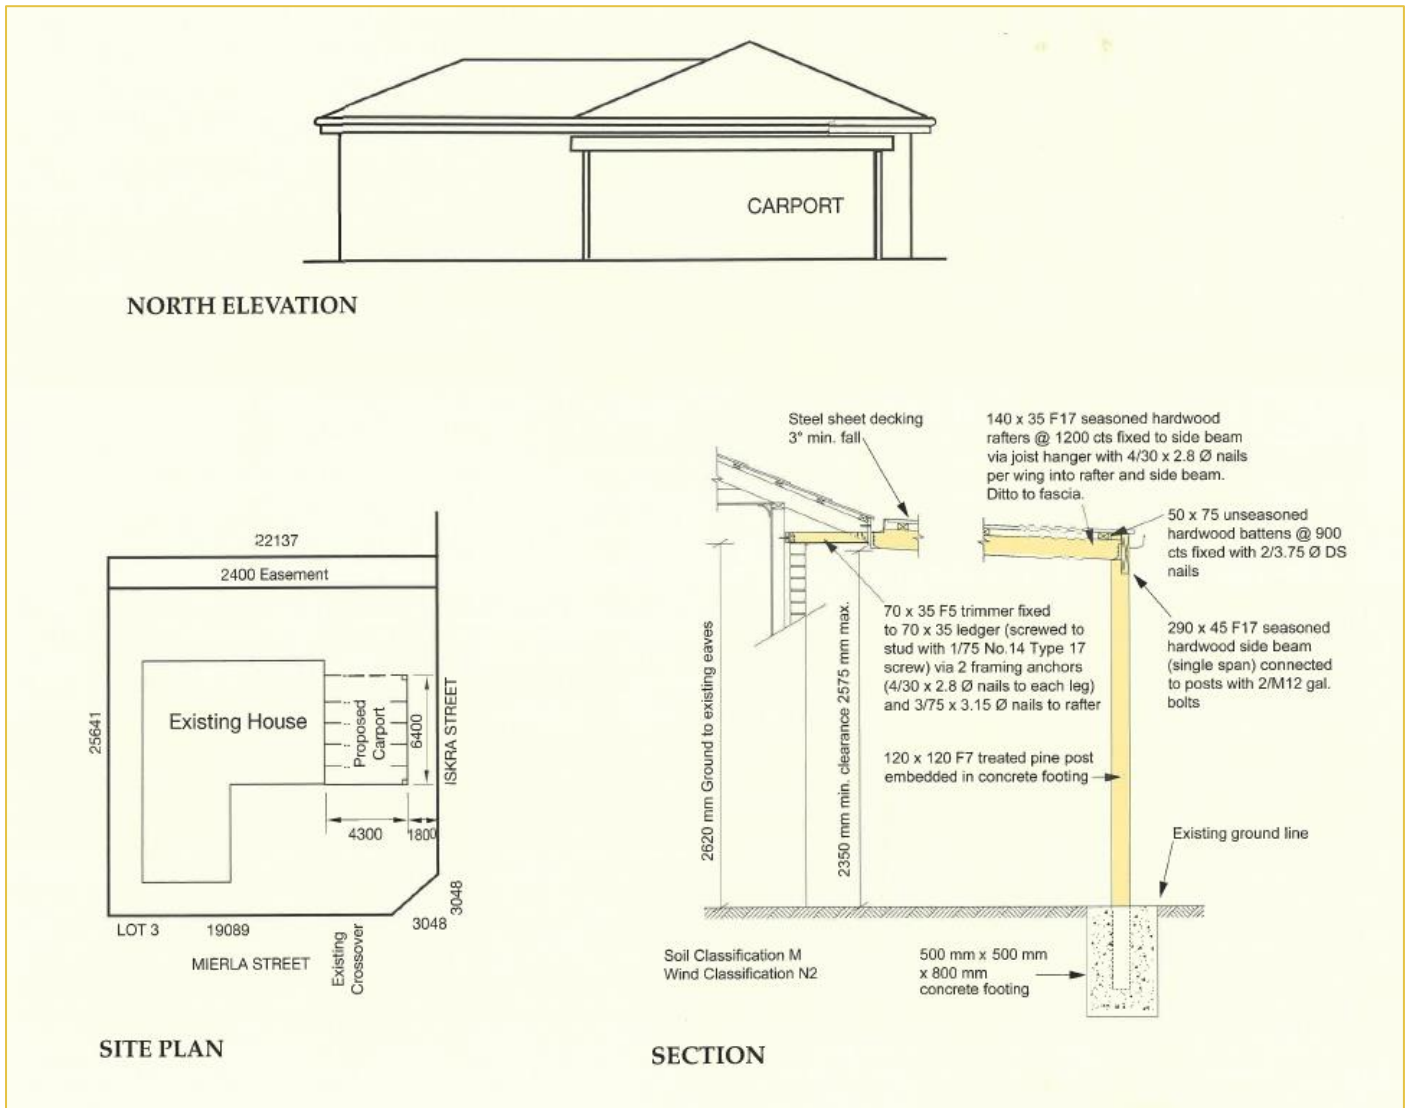 CARPORT
NORTH ELEVATION
22137
2400 Easement
25641
Existing House
Proposed
Carport
6400
ISKRA STREET
4300
1800
3048
3048
LOT 3
19089
Existing
Crossover
MIERLA STREET
SITE PLAN
Steel sheet decking
3° min. fall
140 x 35 F17 seasoned hardwood
rafters @ 1200 cts fixed to side beam
via joist hanger with 4/30 x 2.8 Ø nails
per wing into rafter and side beam.
Ditto to fascia.
50 x 75 unseasoned
hardwood battens @ 900
cts fixed with 2/3.75 Ø DS
nails
70 x 35 F5 trimmer fixed
to 70 x 35 ledger (screwed to
stud with 1/75 No.14 Type 17
screw) via 2 framing anchors
(4/30 x 2.8 Ø nails to each leg)
and 3/75 x 3.15 Ø nails to rafter
290 x 45 F17 seasoned
hardwood side beam
(single span) connected
to posts with 2/M12 gal.
bolts
2620 mm Ground to existing eaves
2350 mm min. clearance 2575 mm max.
120 x 120 F7 treated pine post
embedded in concrete footing
Existing ground line
Soil Classification M
Wind Classification N2
500 mm x 500 mm
x 800 mm
concrete footing
SECTION